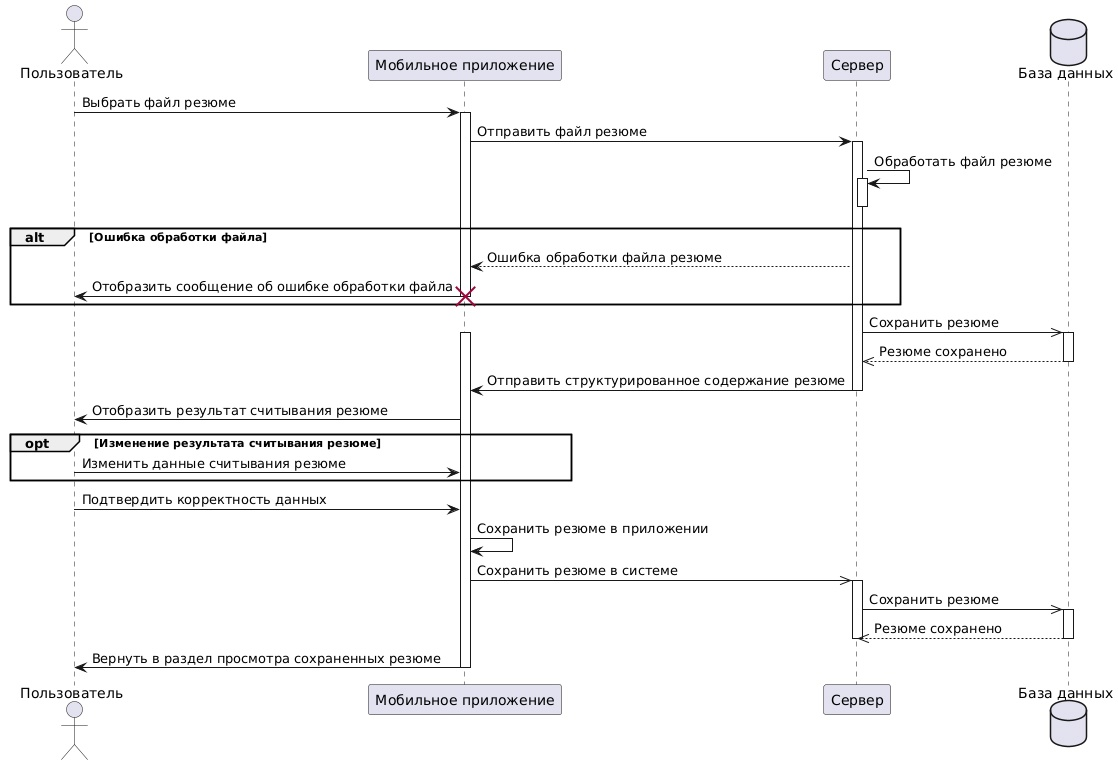 Пользователь
Мобильное приложение
Сервер
База данных
Выбрать файл резюме
Отправить файл резюме
Обработать файл резюме
alt [Ошибка обработки файла]
Ошибка обработки файла резюме
Отобразить сообщение об ошибке обработки файла
Сохранить резюме
Резюме сохранено
Отправить структурированное содержание резюме
Отобразить результат считывания резюме
opt [Изменение результата считывания резюме]
Изменить данные считывания резюме
Подтвердить корректность данных
Сохранить резюме в приложении
Сохранить резюме в системе
Сохранить резюме
Резюме сохранено
Вернуть в раздел просмотра сохраненных резюме
Пользователь
Мобильное приложение
Сервер
База данных